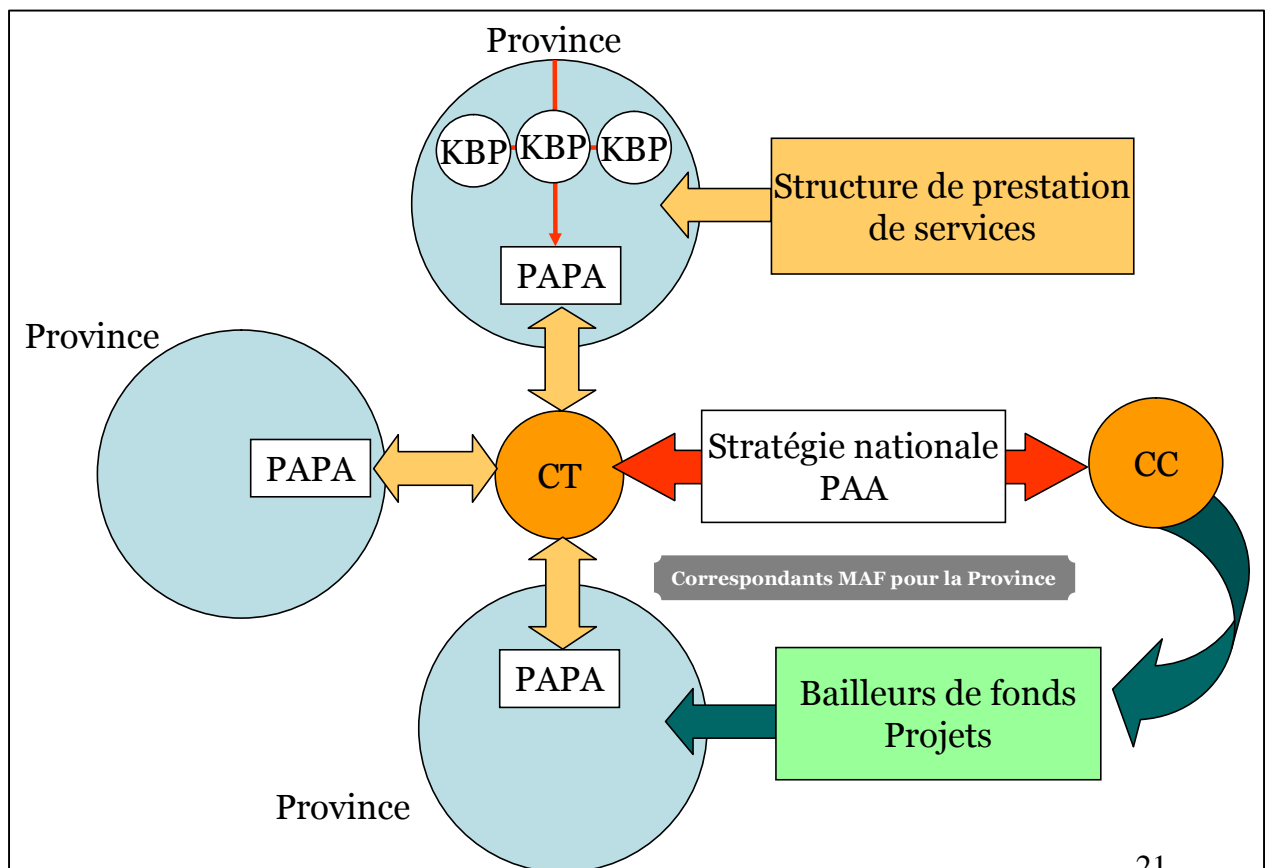 Province
KBP
KBP
KBP
Structure de prestation
de services
PAPA
Province
PAPA
CT
Stratégie nationale
PAA
CC
Correspondants MAF pour la Province
PAPA
Bailleurs de fonds
Projets
Province
21